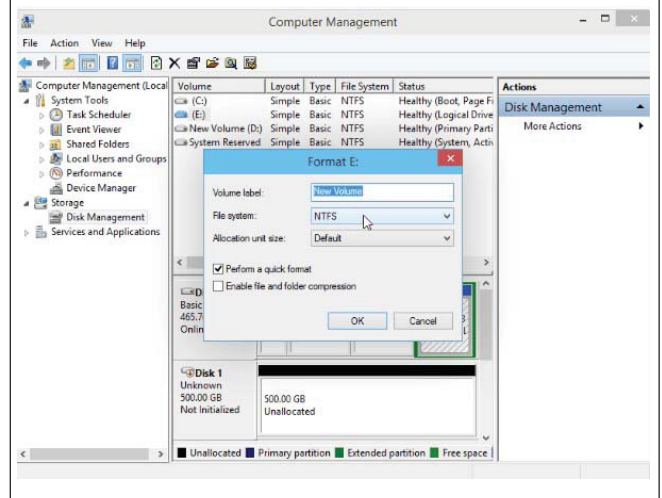 Computer Management
File Action View Help
Computer Management (Local
System Tools
Task Scheduler
Event Viewer
Shared Folders
Local Users and Groups
Performance
Device Manager
Storage
Disk Management
Services and Applications
Volume Layout Type File System Status
(C:) Simple Basic NTFS Healthy (Boot, Page Fi
(E:) Simple Basic NTFS Healthy (Logical Drive
New Volume (D:) Simple Basic NTFS Healthy (Primary Parti
System Reserved Simple Basic NTFS Healthy (System, Activ
Actions
Disk Management
More Actions
Format E:
Volume label: New Volume
File system: NTFS
Allocation unit size: Default
Perform a quick format
Enable file and folder compression
OK Cancel
Basic
465.7
Onlin
Disk 1
Unknown
500.00 GB
Not Initialized
500.00 GB
Unallocated
Unallocated Primary partition Extended partition Free space